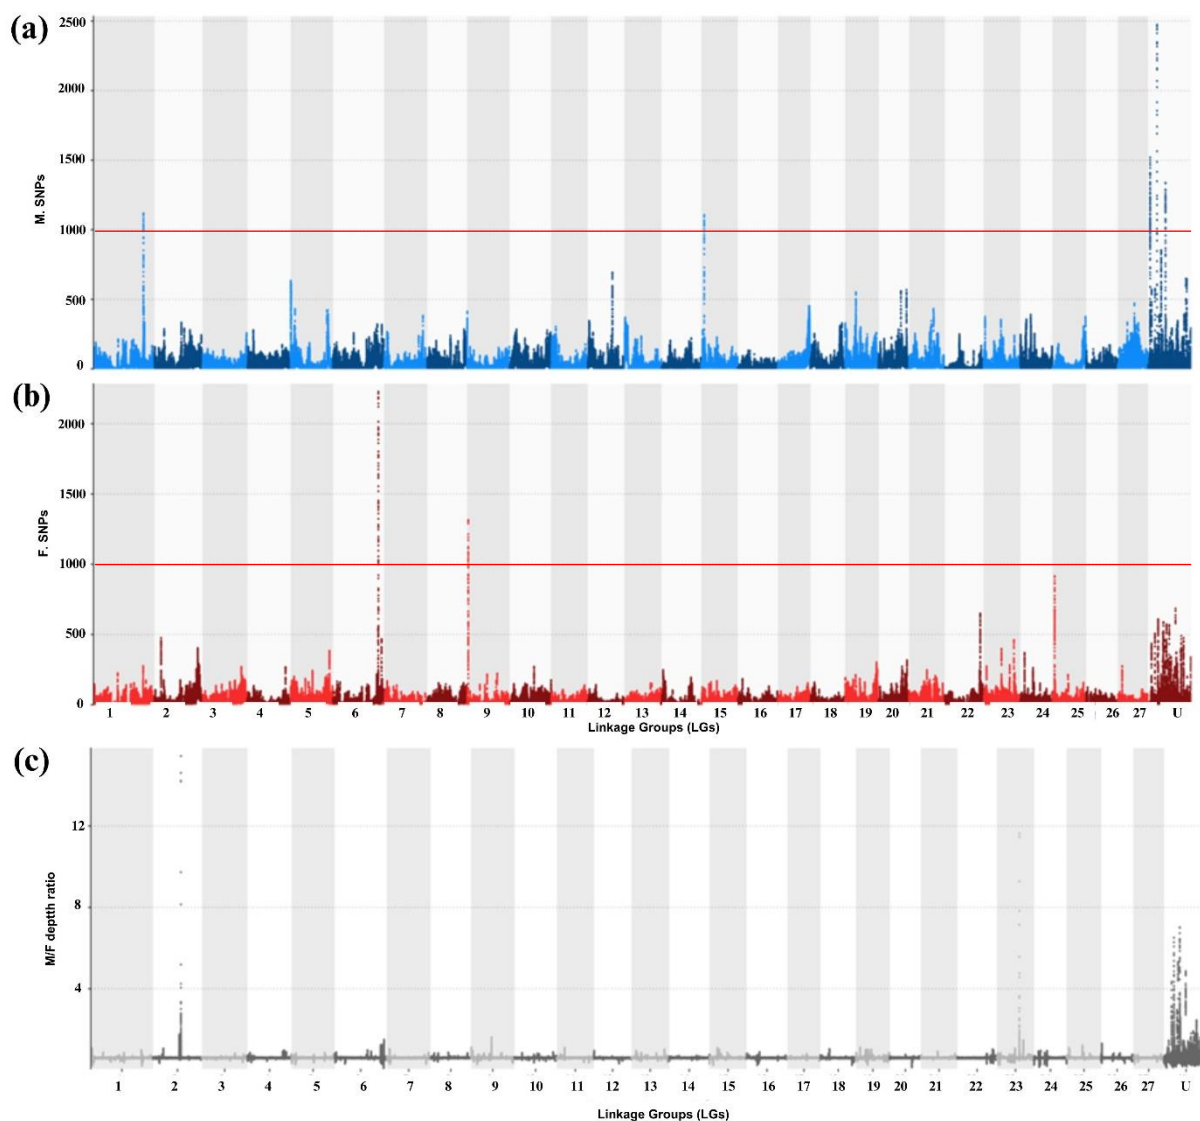 (a)
M. SNPs
2500
2000
1500
1000
500
0
(b)
F. SNPs
2000
1500
1000
500
0
1 2 3 4 5 6 7 8 9 10 11 12 13 14 15 16 17 18 19 20 21 22 23 24 25 26 27 U
Linkage Groups (LGs)
(c)
M/F deptth ratio
12
8
4
1 2 3 4 5 6 7 8 9 10 11 12 13 14 15 16 17 18 19 20 21 22 23 24 25 26 27 U
Linkage Groups (LGs)